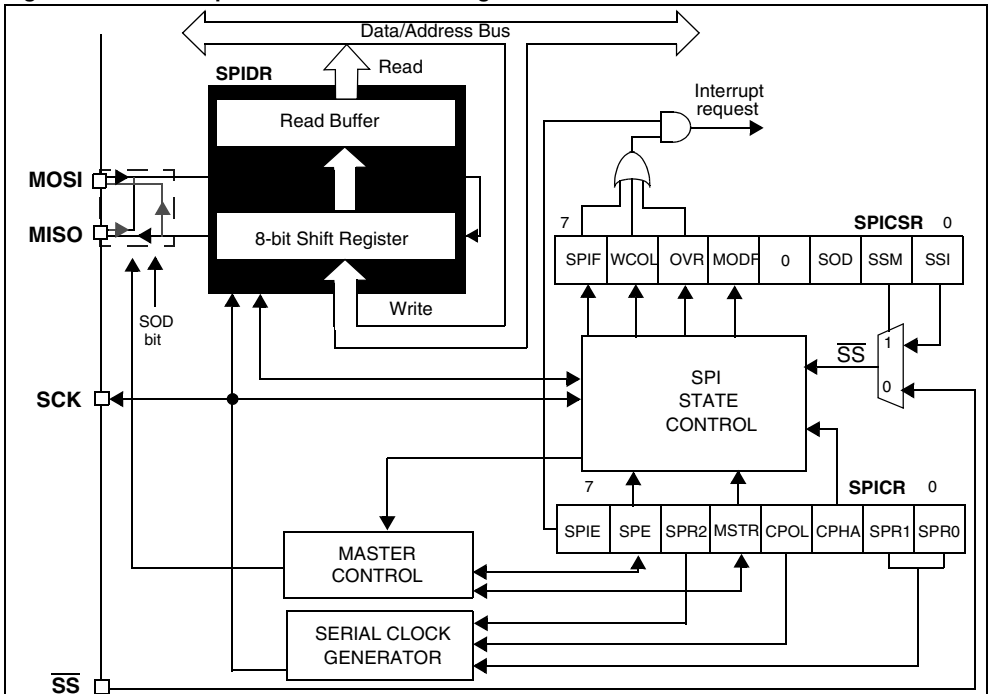 Data/Address Bus
SPIDR
Read
Interrupt
request
Read Buffer
MOSI
MISO
8-bit Shift Register
7
SPICSR
0
SPIF WCOL OVR MODF 0 SOD SSM SSI
Write
SOD
bit
SS
1
0
SPI
STATE
CONTROL
SCK
7
SPICR
0
SPIE SPE SPR2 MSTR CPOL CPHA SPR1 SPR0
MASTER
CONTROL
SERIAL CLOCK
GENERATOR
SS